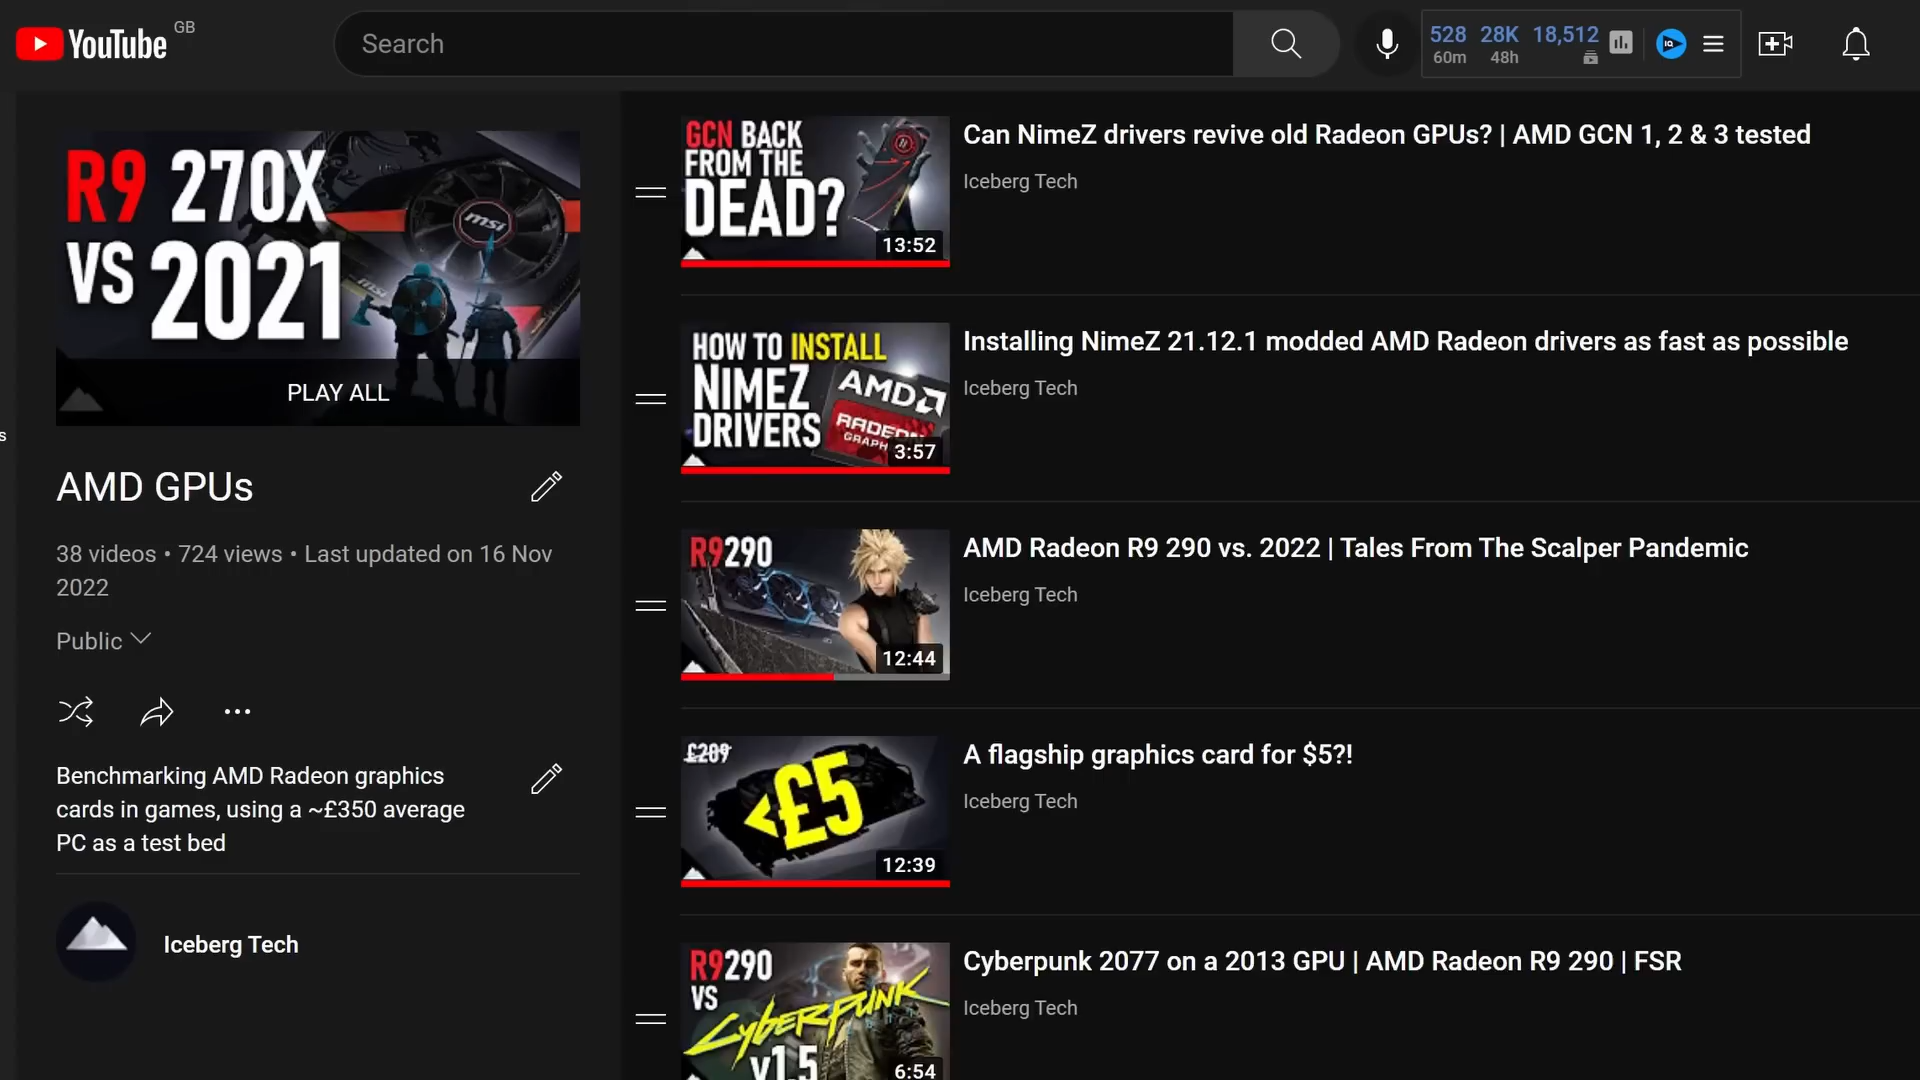 YouTube GB
Search
528 28K 18,512
60m 48h
IQ
R9 270X
VS 2021
msi
msi
PLAY ALL
AMD GPUs
38 videos • 724 views • Last updated on 16 Nov
2022
Public
Benchmarking AMD Radeon graphics
cards in games, using a ~£350 average
PC as a test bed
Iceberg Tech
s
GCN BACK
FROM THE
DEAD?
13:52
Can NimeZ drivers revive old Radeon GPUs? | AMD GCN 1, 2 & 3 tested
Iceberg Tech
HOW TO INSTALL
NIMEZ
DRIVERS
AMD
RADEON
GRAPH
3:57
Installing NimeZ 21.12.1 modded AMD Radeon drivers as fast as possible
Iceberg Tech
R9290
12:44
AMD Radeon R9 290 vs. 2022 | Tales From The Scalper Pandemic
Iceberg Tech
£209
<£5
12:39
A flagship graphics card for $5?!
Iceberg Tech
R9290
VS
CYBERPUNK
v1.5
6:54
Cyberpunk 2077 on a 2013 GPU | AMD Radeon R9 290 | FSR
Iceberg Tech